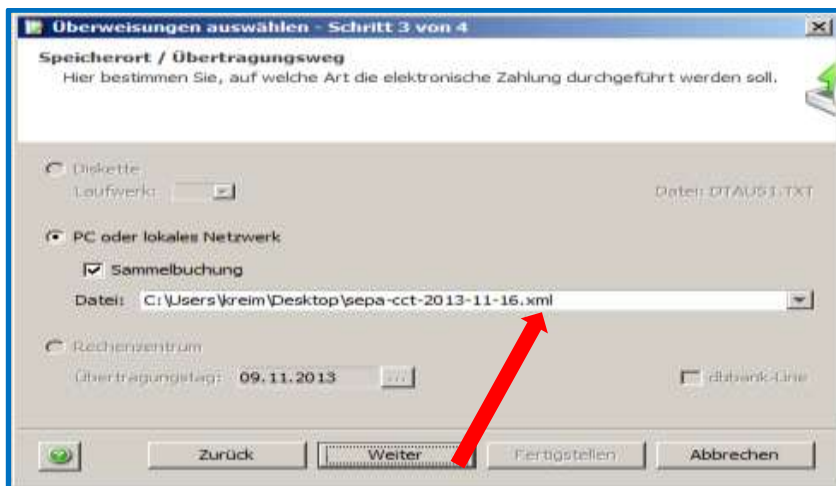 Überweisungen auswählen - Schritt 3 von 4
Speicherort / Übertragungsweg
Hier bestimmen Sie, auf welche Art die elektronische Zahlung durchgeführt werden soll.
Diskette
Laufwerk: Datei: DTAUS1.TXT
PC oder lokales Netzwerk
Sammelbuchung
Datei: C:\Users\kreim\Desktop\sepa-cct-2013-11-16.xml
Rechenzentrum
Übertragungstag: 09.11.2013 ... dbbank-Line
Zurück Weiter Fertigstellen Abbrechen